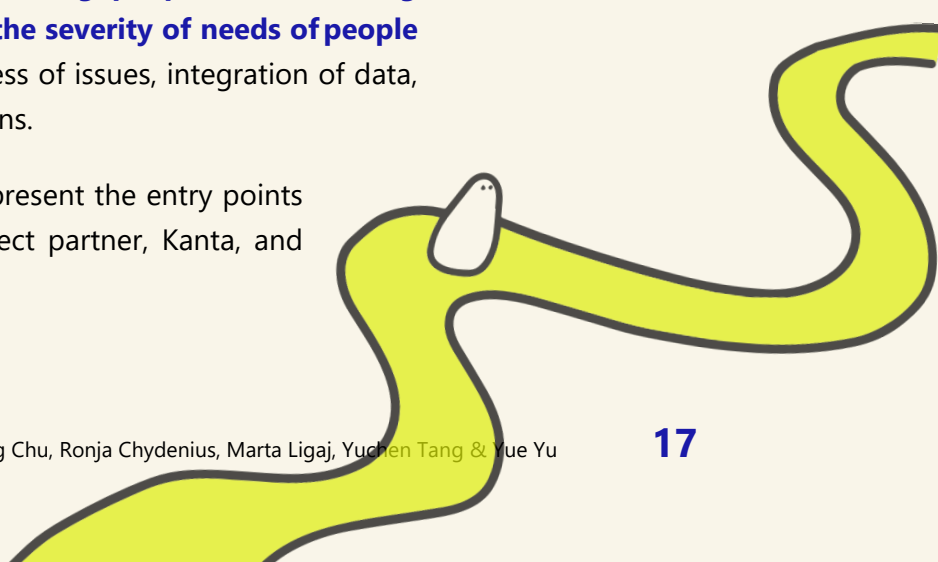 the severity of needs of people
ess of issues, integration of data,
ns.
present the entry points
ect partner, Kanta, and
g Chu, Ronja Chydenius, Marta Ligaj, Yuchen Tang & Yue Yu
17